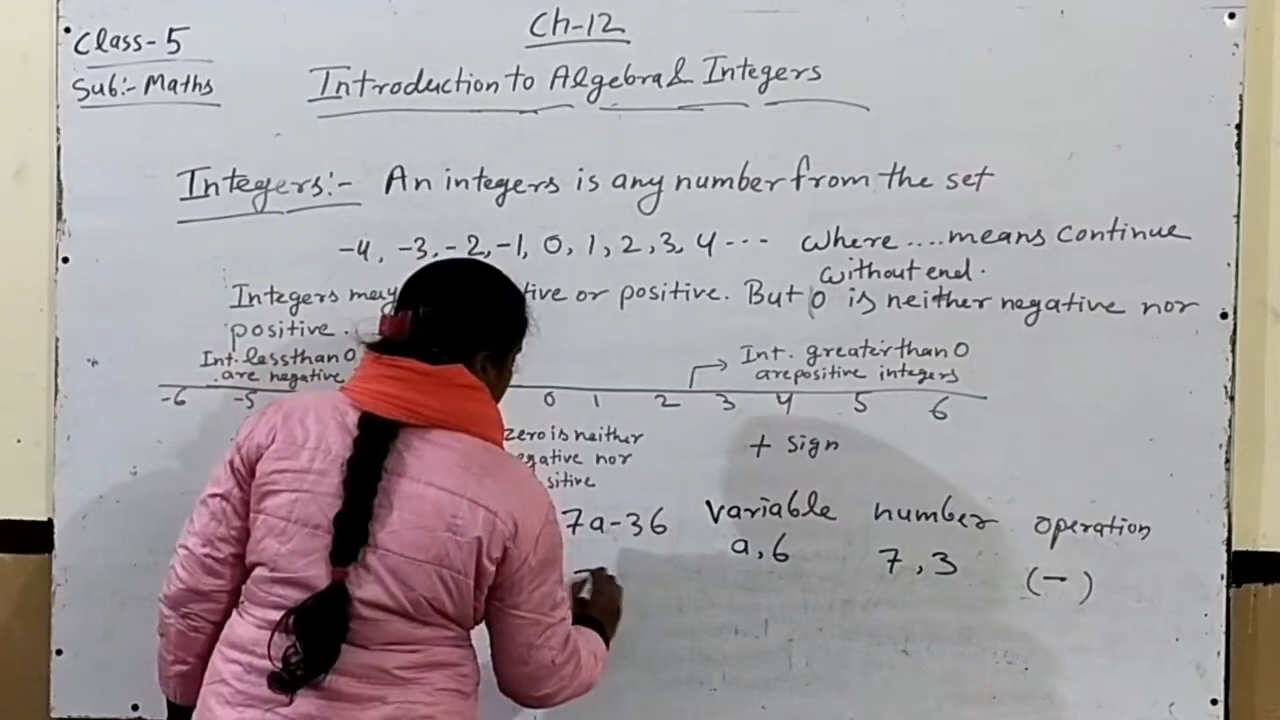 Class-5
Ch-12
Sub:- Maths
Introduction to Algebra & Integers
Integers:- An integers is any number from the set
-4, -3, -2, -1, 0, 1, 2, 3, 4 --- where .... means continue
without end.
Integers may tive or positive. But 0 is neither negative nor
positive.
Int. less than 0
are negative
Int. greater than 0
are positive integers
-6 -5 0 1 2 3 4 5 6
zero is neither
egative nor
sitive
+ sign
7a-36 variable number operation
a, 6 7, 3 (-)